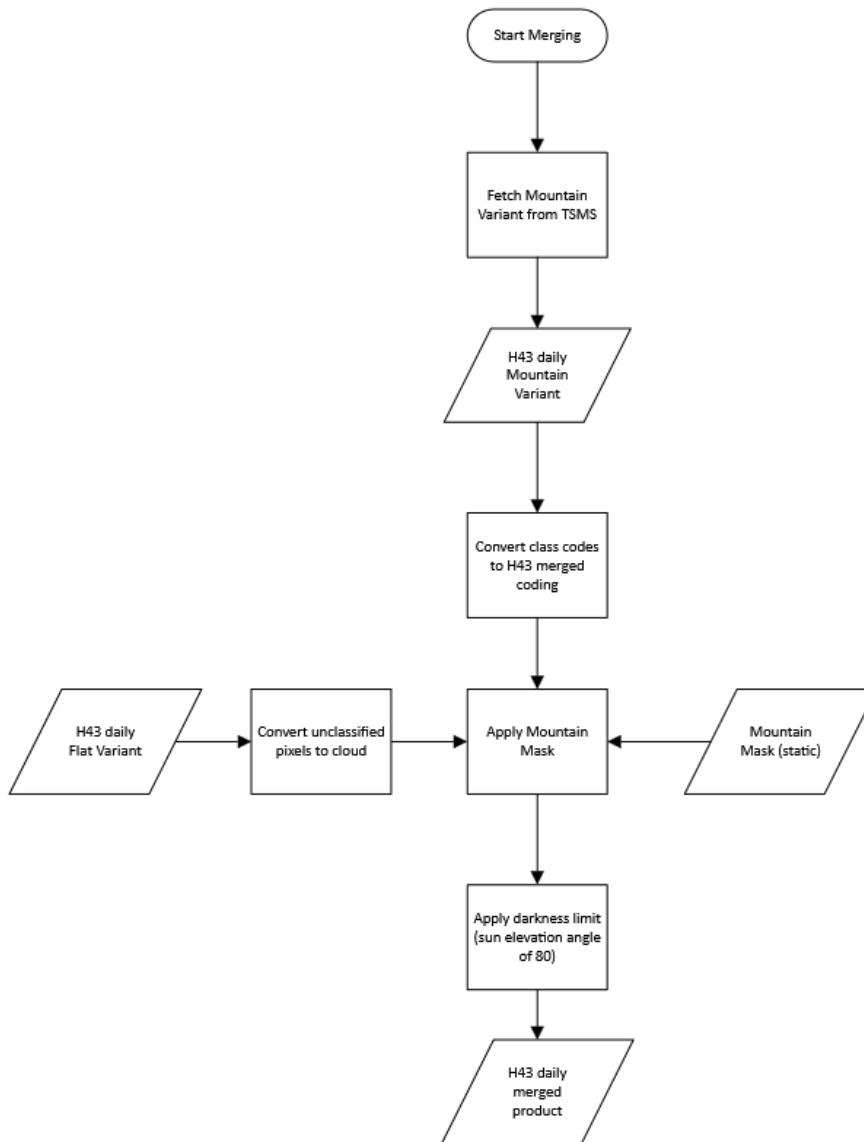 Start Merging
Fetch Mountain
Variant from TSMS
H43 daily
Mountain
Variant
Convert class codes
to H43 merged
coding
H43 daily
Flat Variant
Convert unclassified
pixels to cloud
Apply Mountain
Mask
Mountain
Mask (static)
Apply darkness limit
(sun elevation angle
of 80)
H43 daily
merged
product